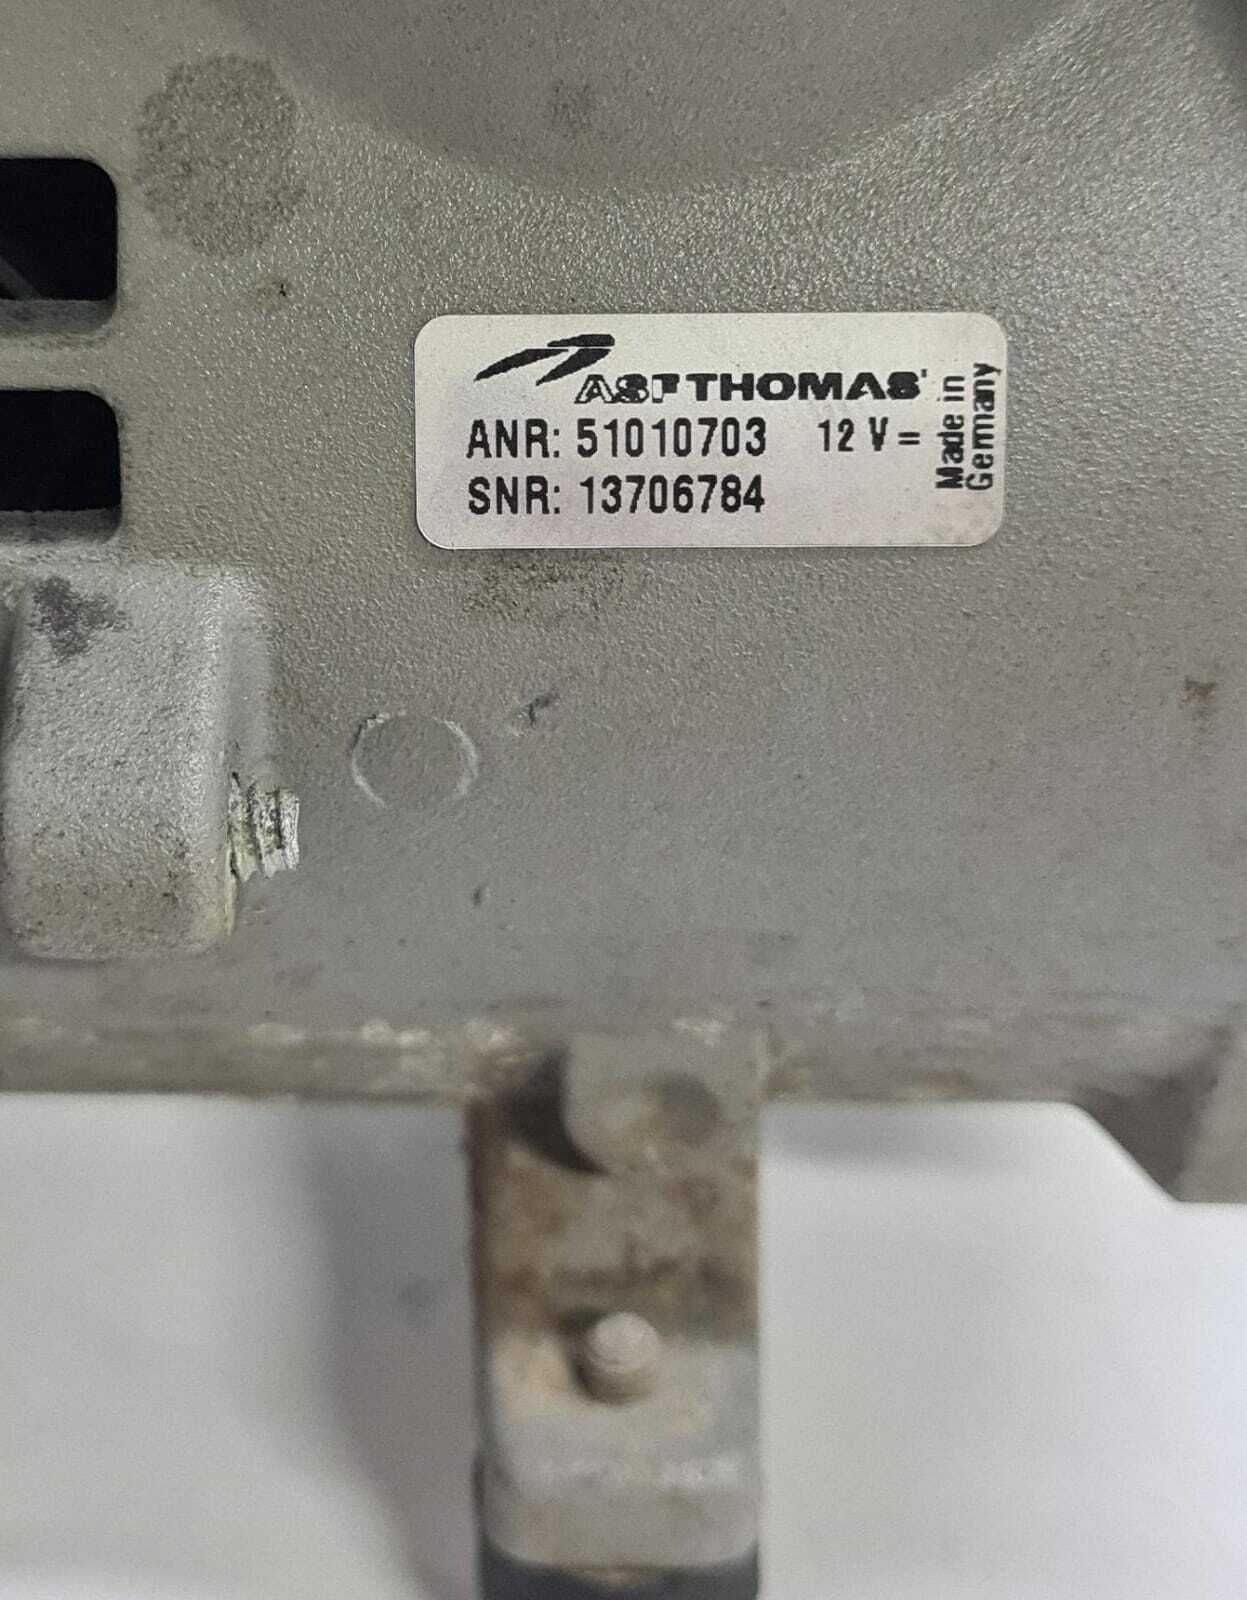 ASF THOMAS
ANR: 51010703 12 V =
SNR: 13706784
Made in
Germany